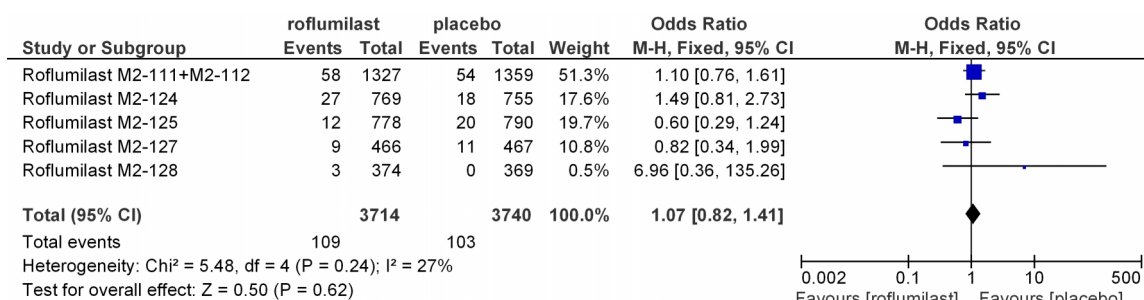 roflumilast placebo Odds Ratio Odds Ratio
Study or Subgroup Events Total Events Total Weight M-H, Fixed, 95% CI M-H, Fixed, 95% CI
Roflumilast M2-111+M2-112 58 1327 54 1359 51.3% 1.10 [0.76, 1.61]
Roflumilast M2-124 27 769 18 755 17.6% 1.49 [0.81, 2.73]
Roflumilast M2-125 12 778 20 790 19.7% 0.60 [0.29, 1.24]
Roflumilast M2-127 9 466 11 467 10.8% 0.82 [0.34, 1.99]
Roflumilast M2-128 3 374 0 369 0.5% 6.96 [0.36, 135.26]
Total (95% CI) 3714 3740 100.0% 1.07 [0.82, 1.41]
Total events 109 103
Heterogeneity: Chi² = 5.48, df = 4 (P = 0.24); I² = 27%
Test for overall effect: Z = 0.50 (P = 0.62)
0.002 0.1 1 10 500
Favours [roflumilast] Favours [placebo]